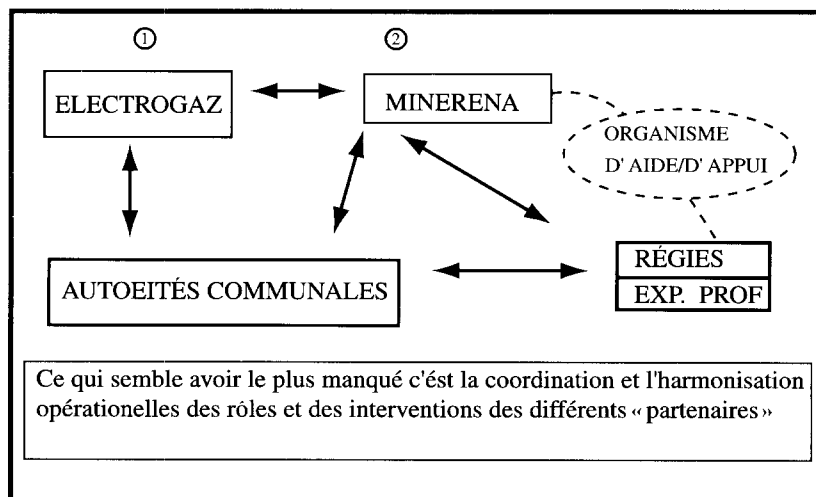 ① ②
ELECTROGAZ MINERENA
ORGANISME
D' AIDE/D' APPUI
AUTOEITÉS COMMUNALES
RÉGIES
EXP. PROF
Ce qui semble avoir le plus manqué c'ést la coordination et l'harmonisation
opérationelles des rôles et des interventions des différents « partenaires »